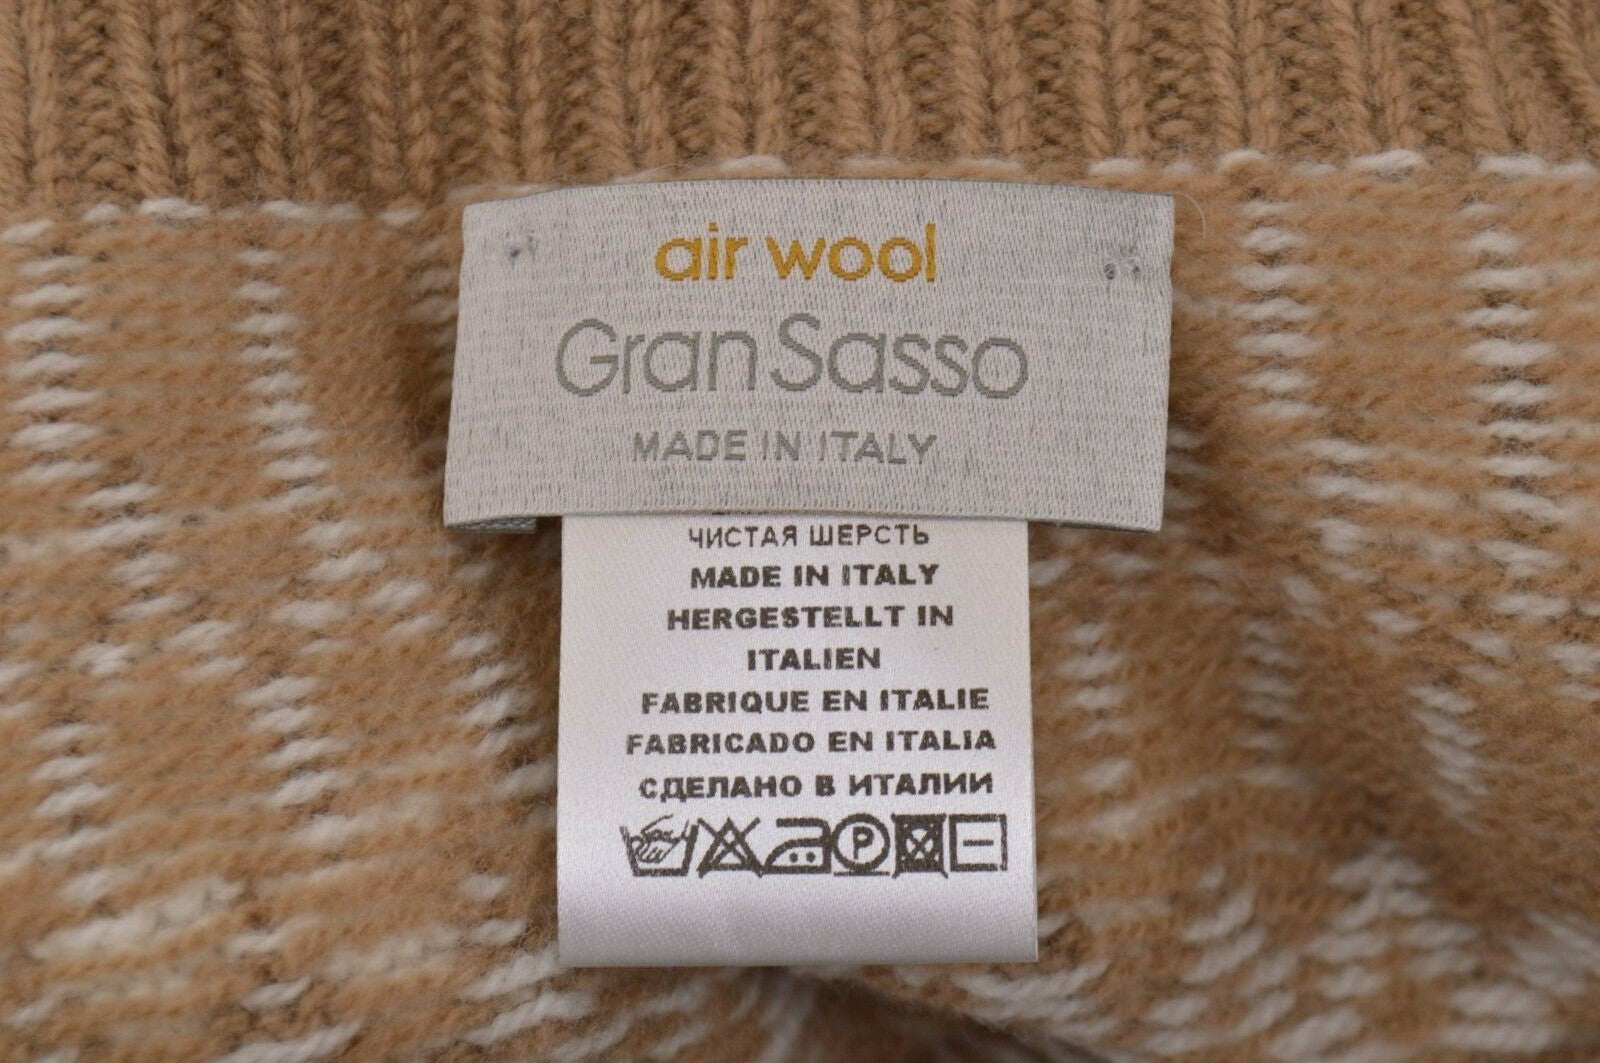 air wool
Gran Sasso
MADE IN ITALY
ЧИСТАЯ ШЕРСТЬ
MADE IN ITALY
HERGESTELLT IN
ITALIEN
FABRIQUE EN ITALIE
FABRICADO EN ITALIA
СДЕЛАНО В ИТАЛИИ
P